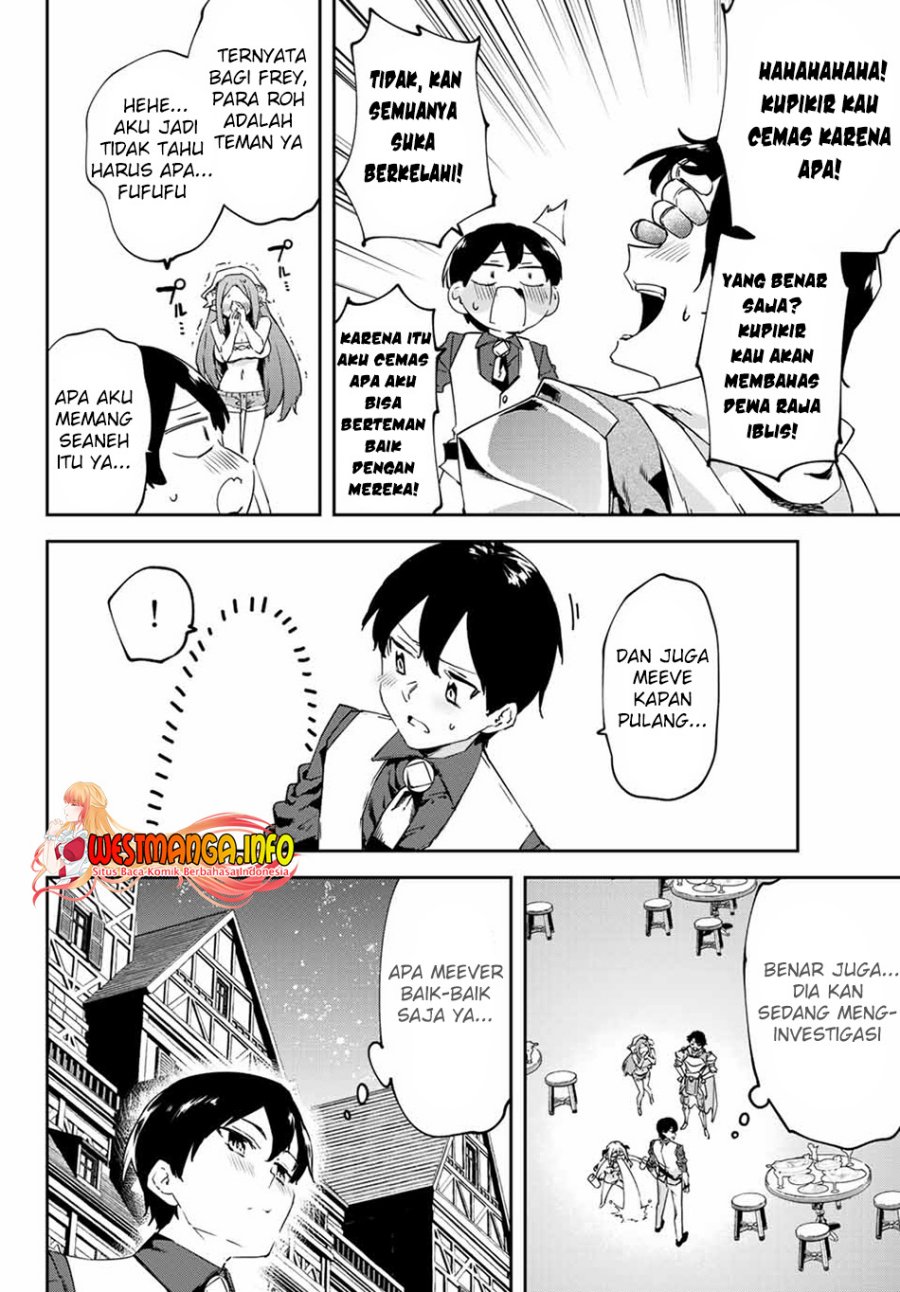 HAHAHAHAHA!
KUPIKIR KAU
CEMAS KARENA
APA!
YANG BENAR
SAJA?
KUPIKIR
KAU AKAN
MEMBAHAS
DEWA RAJA
IBLIS!
TIDAK, KAN
SEMUANYA
SUKA
BERKELAHI!
KARENA ITU
AKU CEMAS
APA AKU
BISA
BERTEMAN
BAIK
DENGAN
MEREKA!
TERNYATA
BAGI FREY,
PARA ROH
ADALAH
TEMAN YA
HEHE...
AKU JADI
TIDAK TAHU
HARUS APA...
FUFUFU
プル
プル
APA AKU
MEMANG
SEANEH
ITU YA...
DAN JUGA
MEEVE
KAPAN
PULANG...
!
WESTMANGA.INFO
Situs Baca Komik Berbahasa Indonesia
BENAR JUGA...
DIA KAN
SEDANG MENG-
INVESTIGASI
APA MEEVER
BAIK-BAIK
SAJA YA...